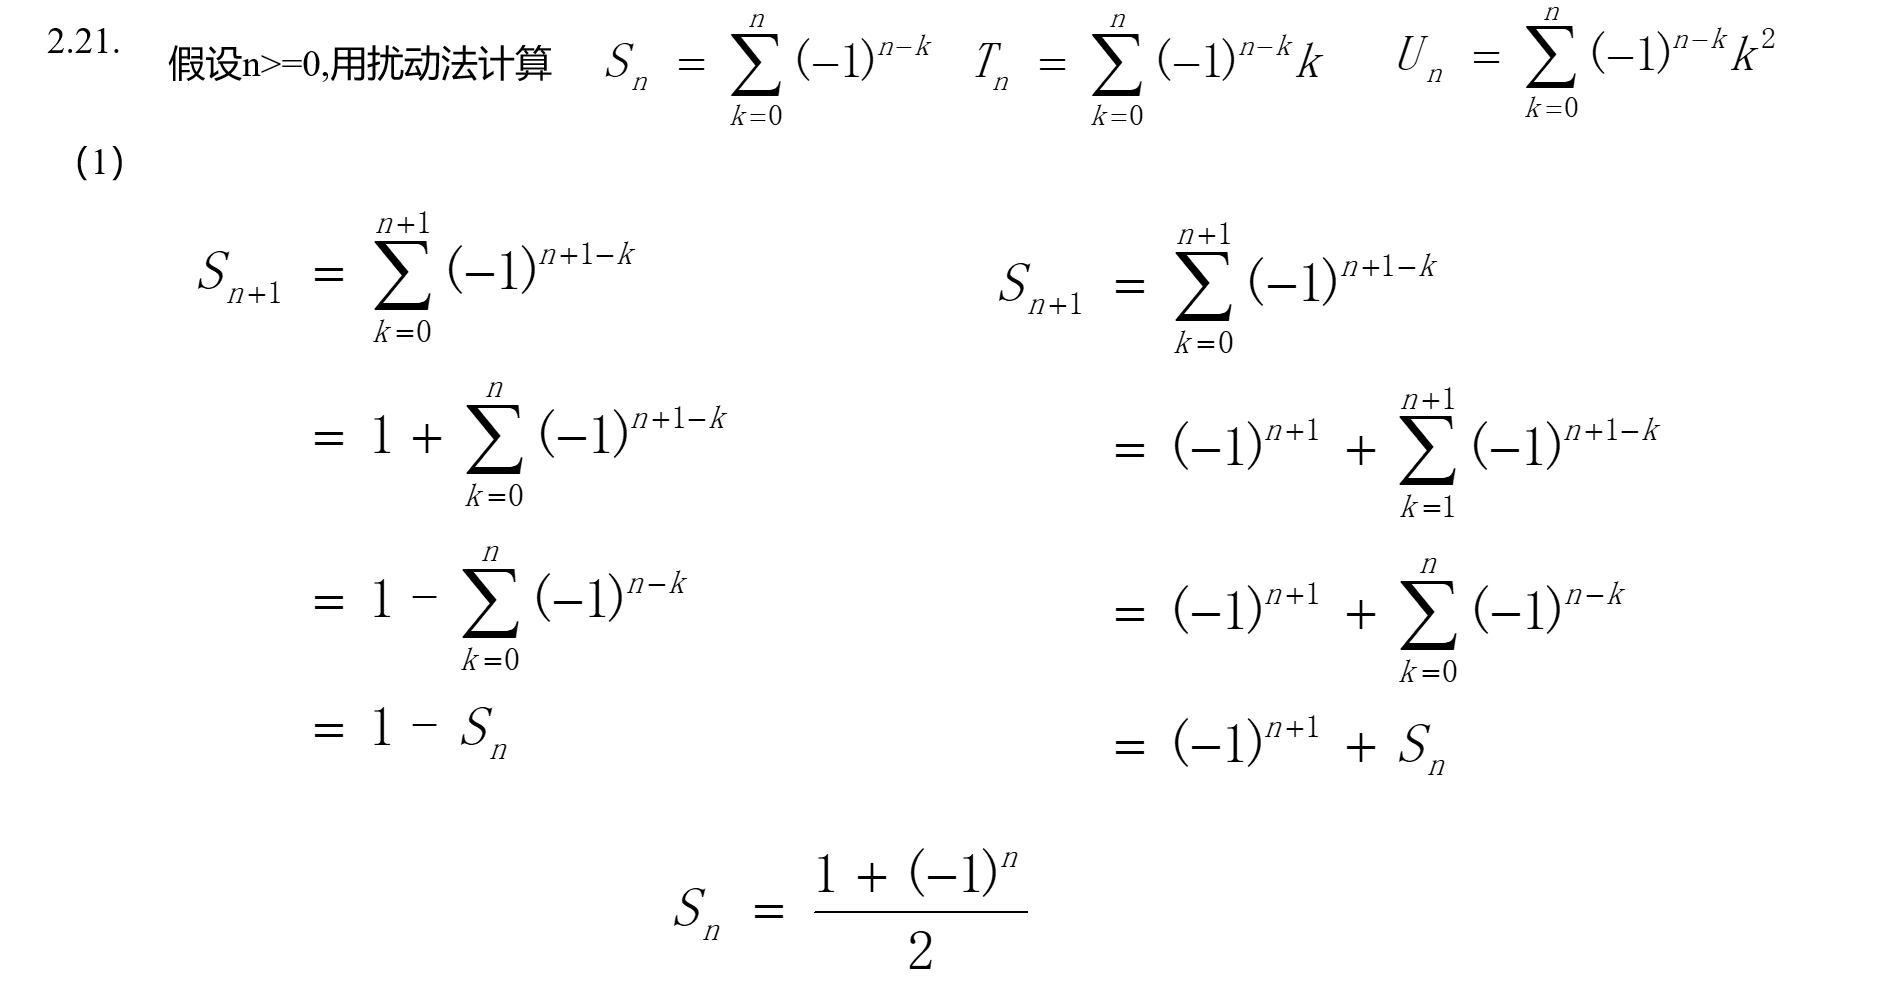 2.21. 假设n>=0,用扰动法计算 S_n = \sum_{k=0}^{n} (-1)^{n-k} T_n = \sum_{k=0}^{n} (-1)^{n-k} k U_n = \sum_{k=0}^{n} (-1)^{n-k} k^2
(1)
S_{n+1} = \sum_{k=0}^{n+1} (-1)^{n+1-k}
= 1 + \sum_{k=0}^{n} (-1)^{n+1-k}
= 1 - \sum_{k=0}^{n} (-1)^{n-k}
= 1 - S_n
S_{n+1} = \sum_{k=0}^{n+1} (-1)^{n+1-k}
= (-1)^{n+1} + \sum_{k=1}^{n+1} (-1)^{n+1-k}
= (-1)^{n+1} + \sum_{k=0}^{n} (-1)^{n-k}
= (-1)^{n+1} + S_n
S_n = \frac{1 + (-1)^n}{2}